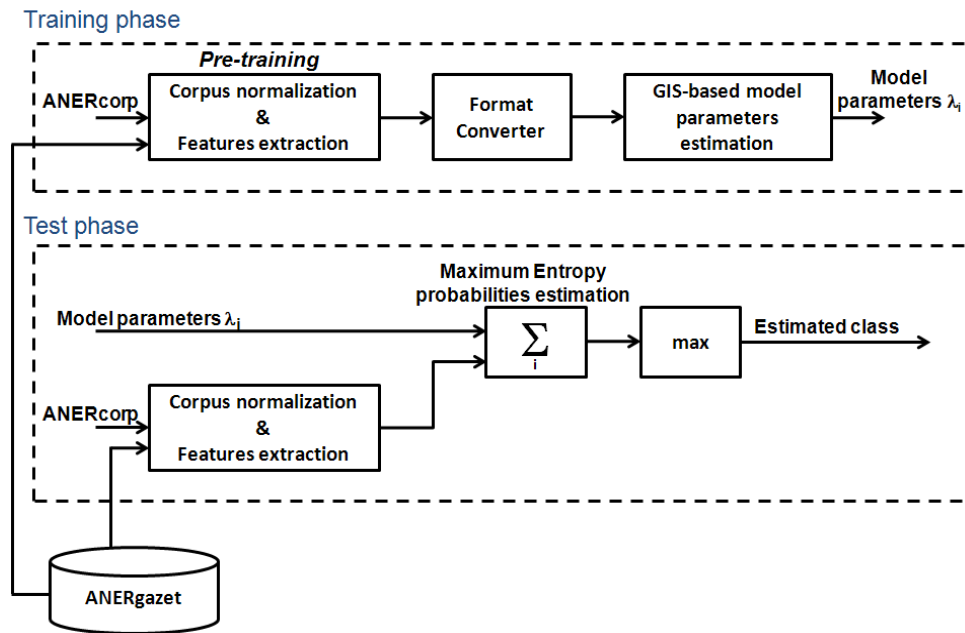 Training phase
Pre-training
ANERcorp
Corpus normalization
&
Features extraction
Format
Converter
GIS-based model
parameters
estimation
Model
parameters λi
Test phase
Maximum Entropy
probabilities estimation
Model parameters λi
∑
i
max
Estimated class
ANERcorp
Corpus normalization
&
Features extraction
ANERgazet